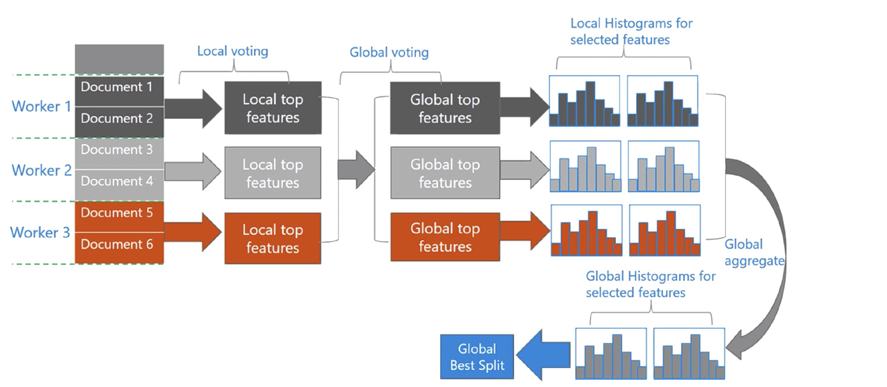 Local voting
Global voting
Local Histograms for
selected features
Worker 1
Document 1
Document 2
Local top
features
Global top
features
Worker 2
Document 3
Document 4
Local top
features
Global top
features
Worker 3
Document 5
Document 6
Local top
features
Global top
features
Global
aggregate
Global Histograms for
selected features
Global
Best Split